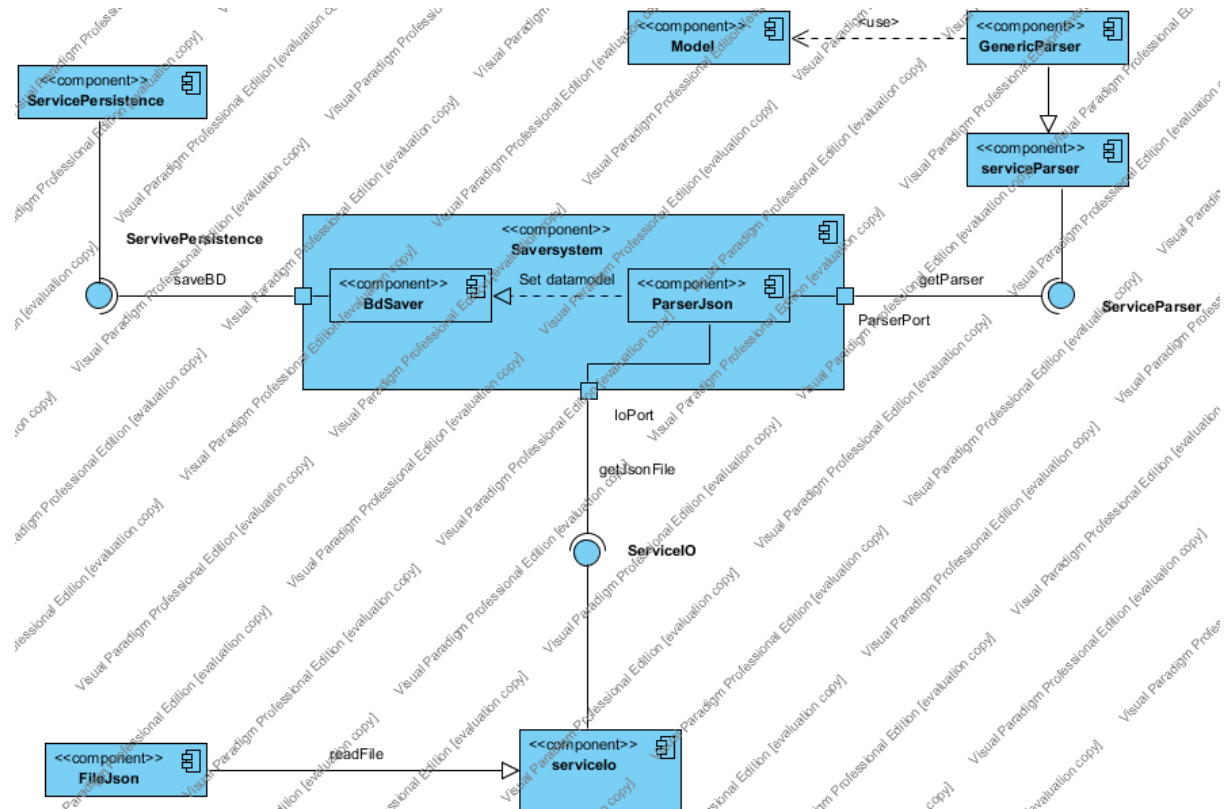 <<component>>
Model
<use>
<<component>>
GenericParser
<<component>>
ServicePersistence
<<component>>
serviceParser
ServivePersistence
saveBD
<<component>>
Saversystem
<<component>>
BdSaver
Set datamodel
<<component>>
ParserJson
getParser
ParserPort
ServiceParser
IoPort
getJsonFile
ServiceIO
<<component>>
FileJson
readFile
<<component>>
serviceIo
Visual Paradigm Professional Edition [evaluation copy]